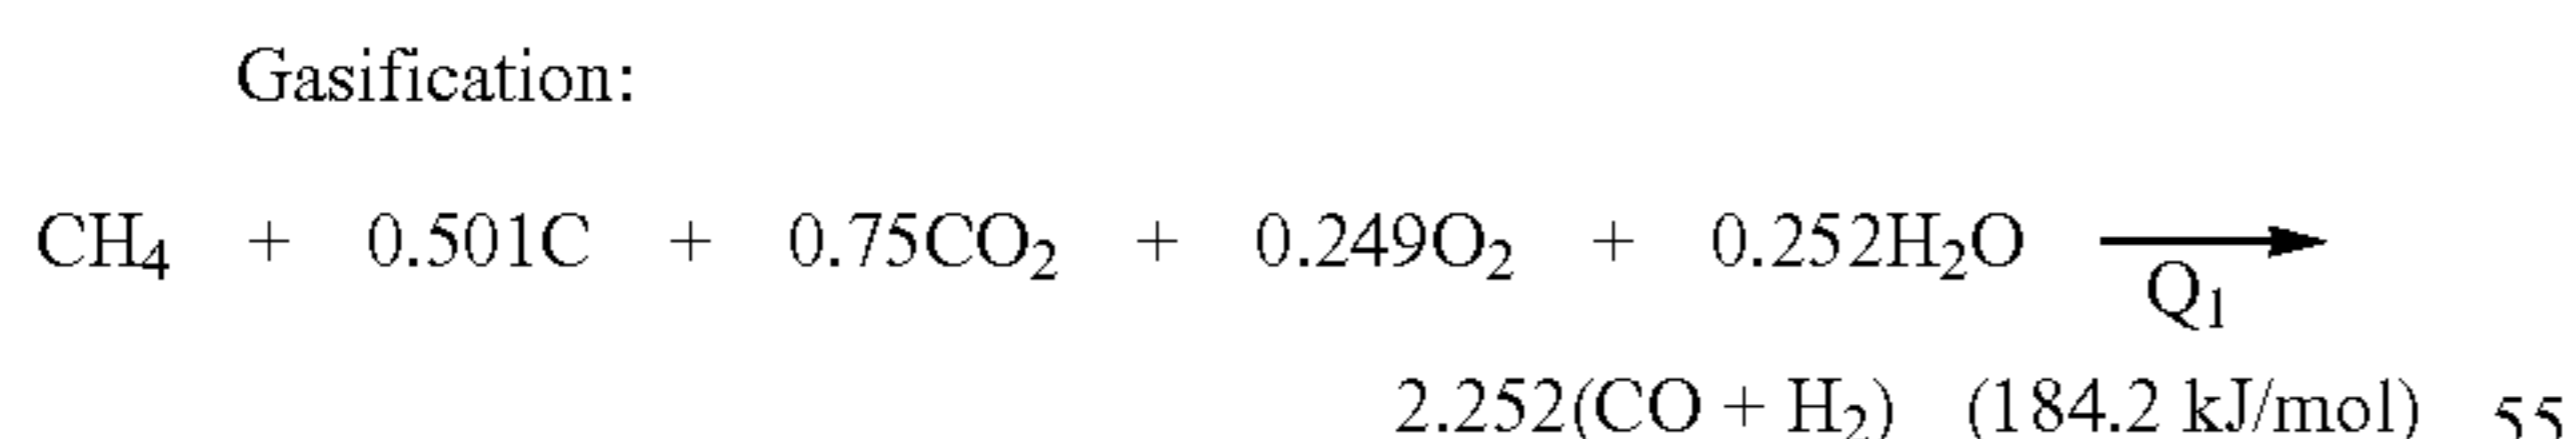 Gasification:
CH₄ + 0.501C + 0.75CO₂ + 0.249O₂ + 0.252H₂O ⟶
Q₁
2.252(CO + H₂) (184.2 kJ/mol) 55